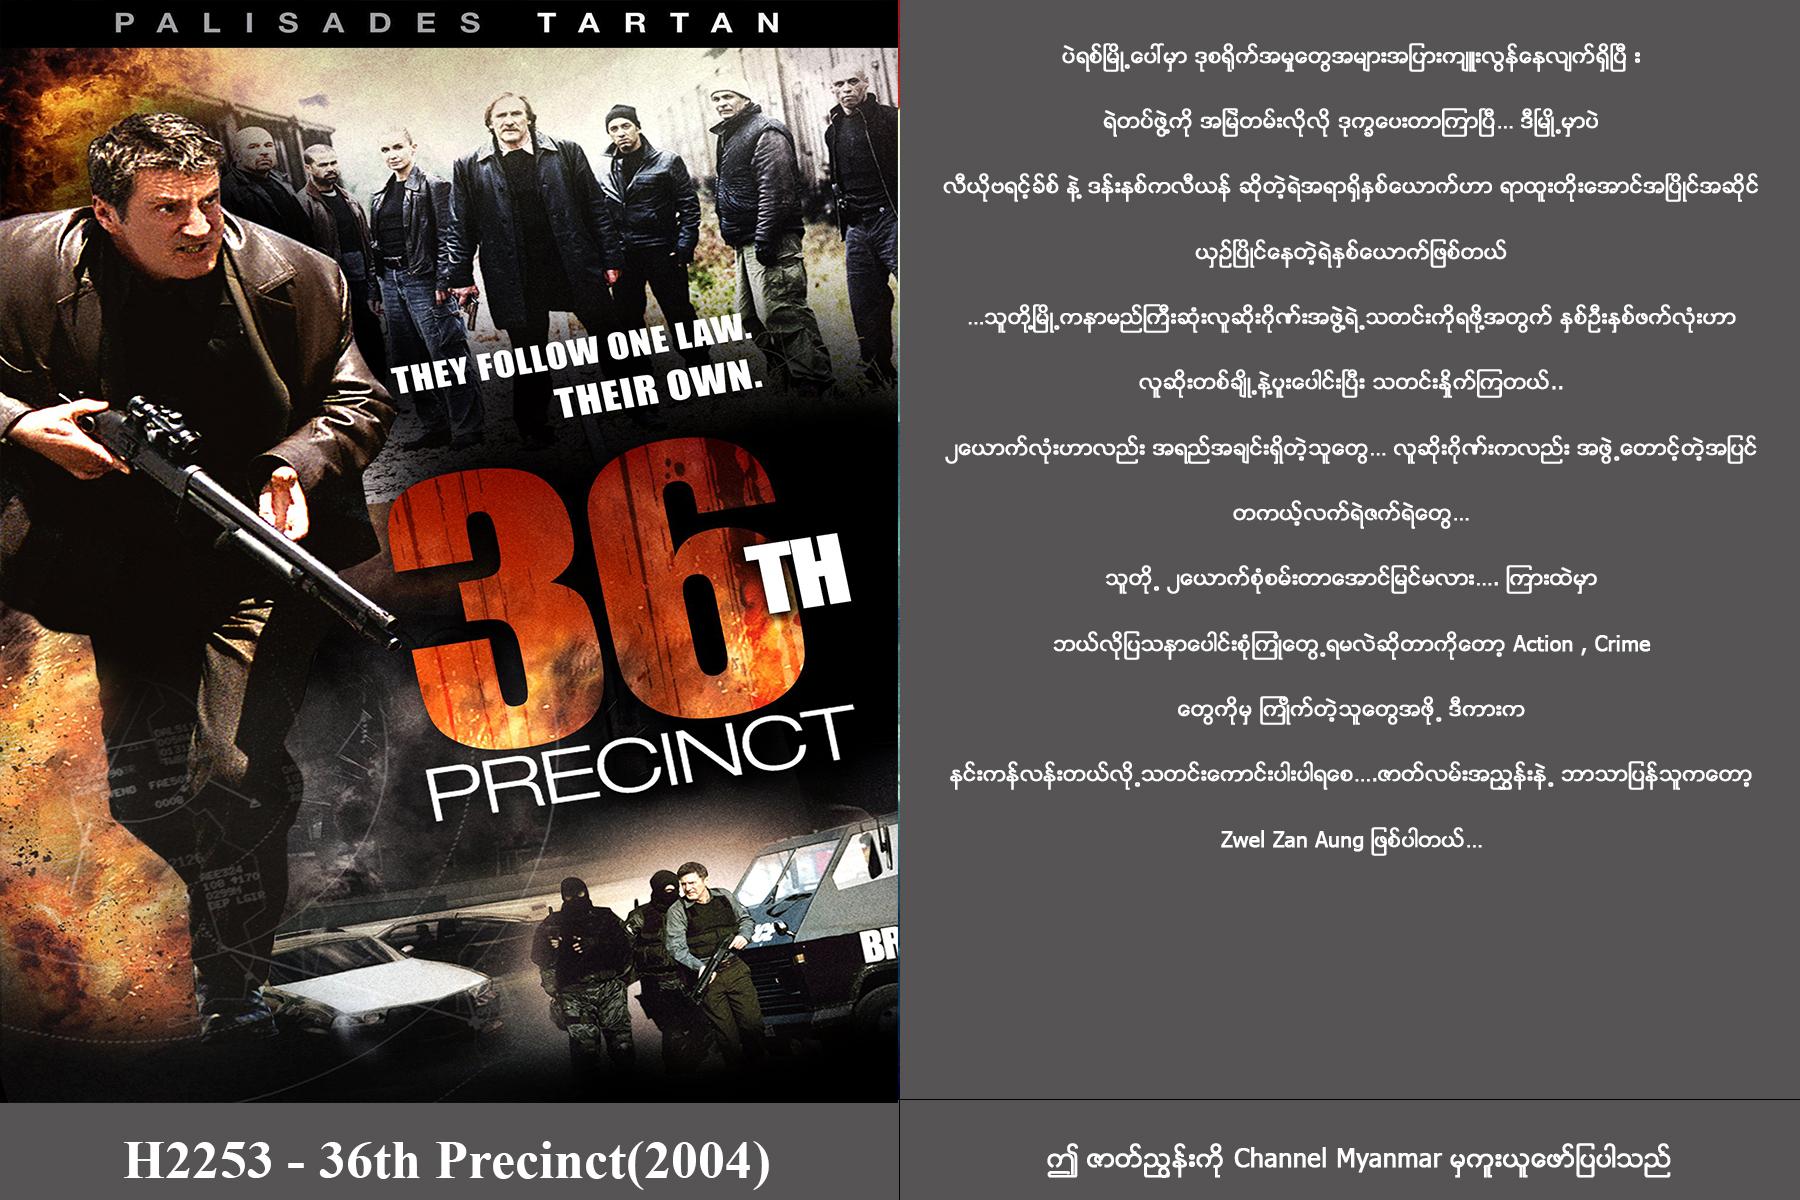 PALISADES TARTAN
THEY FOLLOW ONE LAW.
THEIR OWN.
36TH
PRECINCT
BR
H2253 - 36th Precinct(2004)
ပဲရစ်မြို့ပေါ်မှာ ဒုစရိုက်အမှုတွေအများအပြားကျူးလွန်နေလျက်ရှိပြီ :
ရဲတပ်ဖွဲ့ကို အမြဲတမ်းလိုလို ဒုက္ခပေးတာကြာပြီ... ဒီမြို့မှာပဲ
လီယိုဗရင့်ခ်စ် နဲ့ ဒန်းနစ်ကလီယန် ဆိုတဲ့ရဲအရာရှိနှစ်ယောက်ဟာ ရာထူးတိုးအောင်အပြိုင်အဆိုင်
ယှဉ်ပြိုင်နေတဲ့ရဲနှစ်ယောက်ဖြစ်တယ်
...သူတို့မြို့ကနာမည်ကြီးဆုံးလူဆိုးဂိုဏ်းအဖွဲ့ရဲ့သတင်းကိုရဖို့အတွက် နှစ်ဦးနှစ်ဖက်လုံးဟာ
လူဆိုးတစ်ချို့နဲ့ပူးပေါင်းပြီး သတင်းနှိုက်ကြတယ်..
၂ယောက်လုံးဟာလည်း အရည်အချင်းရှိတဲ့သူတွေ... လူဆိုးဂိုဏ်းကလည်း အဖွဲ့တောင့်တဲ့အပြင်
တကယ့်လက်ရဲဇက်ရဲတွေ...
သူတို့ ၂ယောက်စုံစမ်းတာအောင်မြင်မလား.... ကြားထဲမှာ
ဘယ်လိုပြသနာပေါင်းစုံကြုံတွေ့ရမလဲဆိုတာကိုတော့ Action , Crime
တွေကိုမှ ကြိုက်တဲ့သူတွေအဖို့ ဒီကားက
နင်းကန်လန်းတယ်လို့သတင်းကောင်းပါးပါရစေ....ဇာတ်လမ်းအညွှန်းနဲ့ ဘာသာပြန်သူကတော့
Zwel Zan Aung ဖြစ်ပါတယ်...
ဤ ဇာတ်ညွှန်းကို Channel Myanmar မှကူးယူဖော်ပြပါသည်